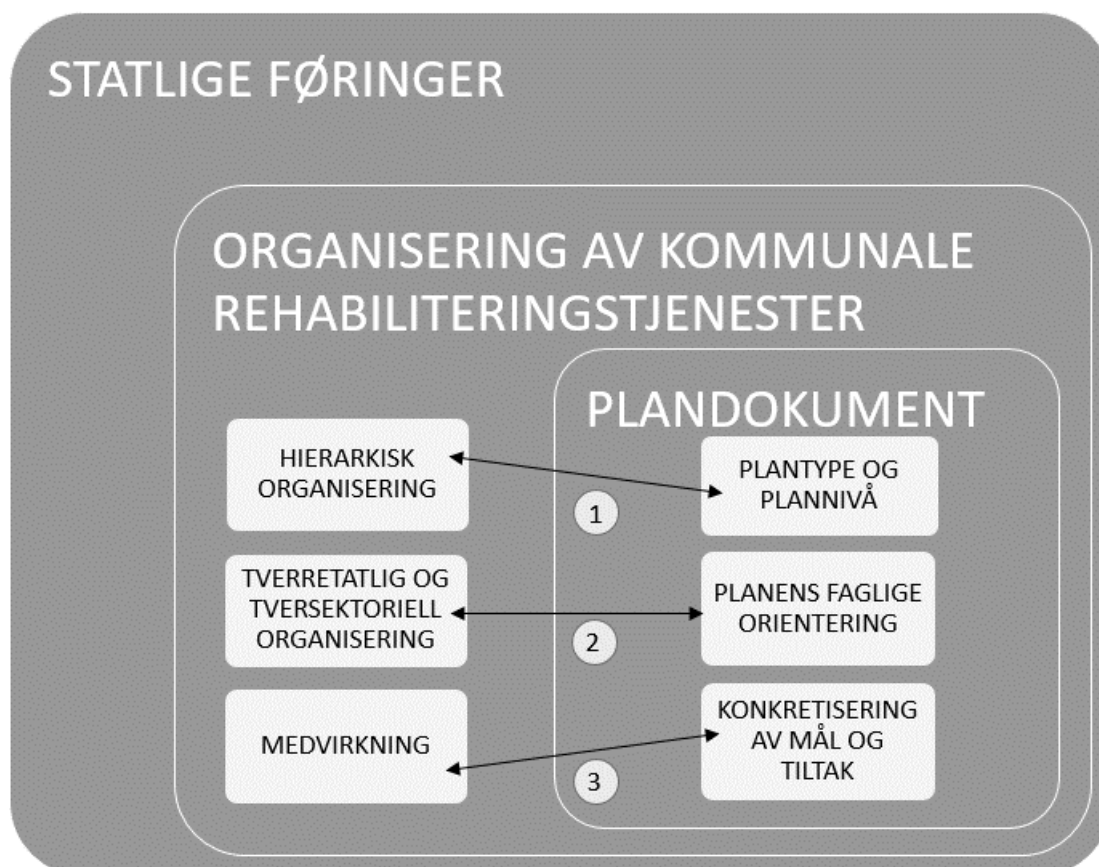 STATLIGE FØRINGER
ORGANISERING AV KOMMUNALE
REHABILITERINGSTJENESTER
PLANDOKUMENT
HIERARKISK
ORGANISERING
1
PLANTYPE OG
PLANNIVÅ
TVERRETATLIG OG
TVERSEKTORIELL
ORGANISERING
2
PLANENS FAGLIGE
ORIENTERING
MEDVIRKNING
3
KONKRETISERING
AV MÅL OG
TILTAK